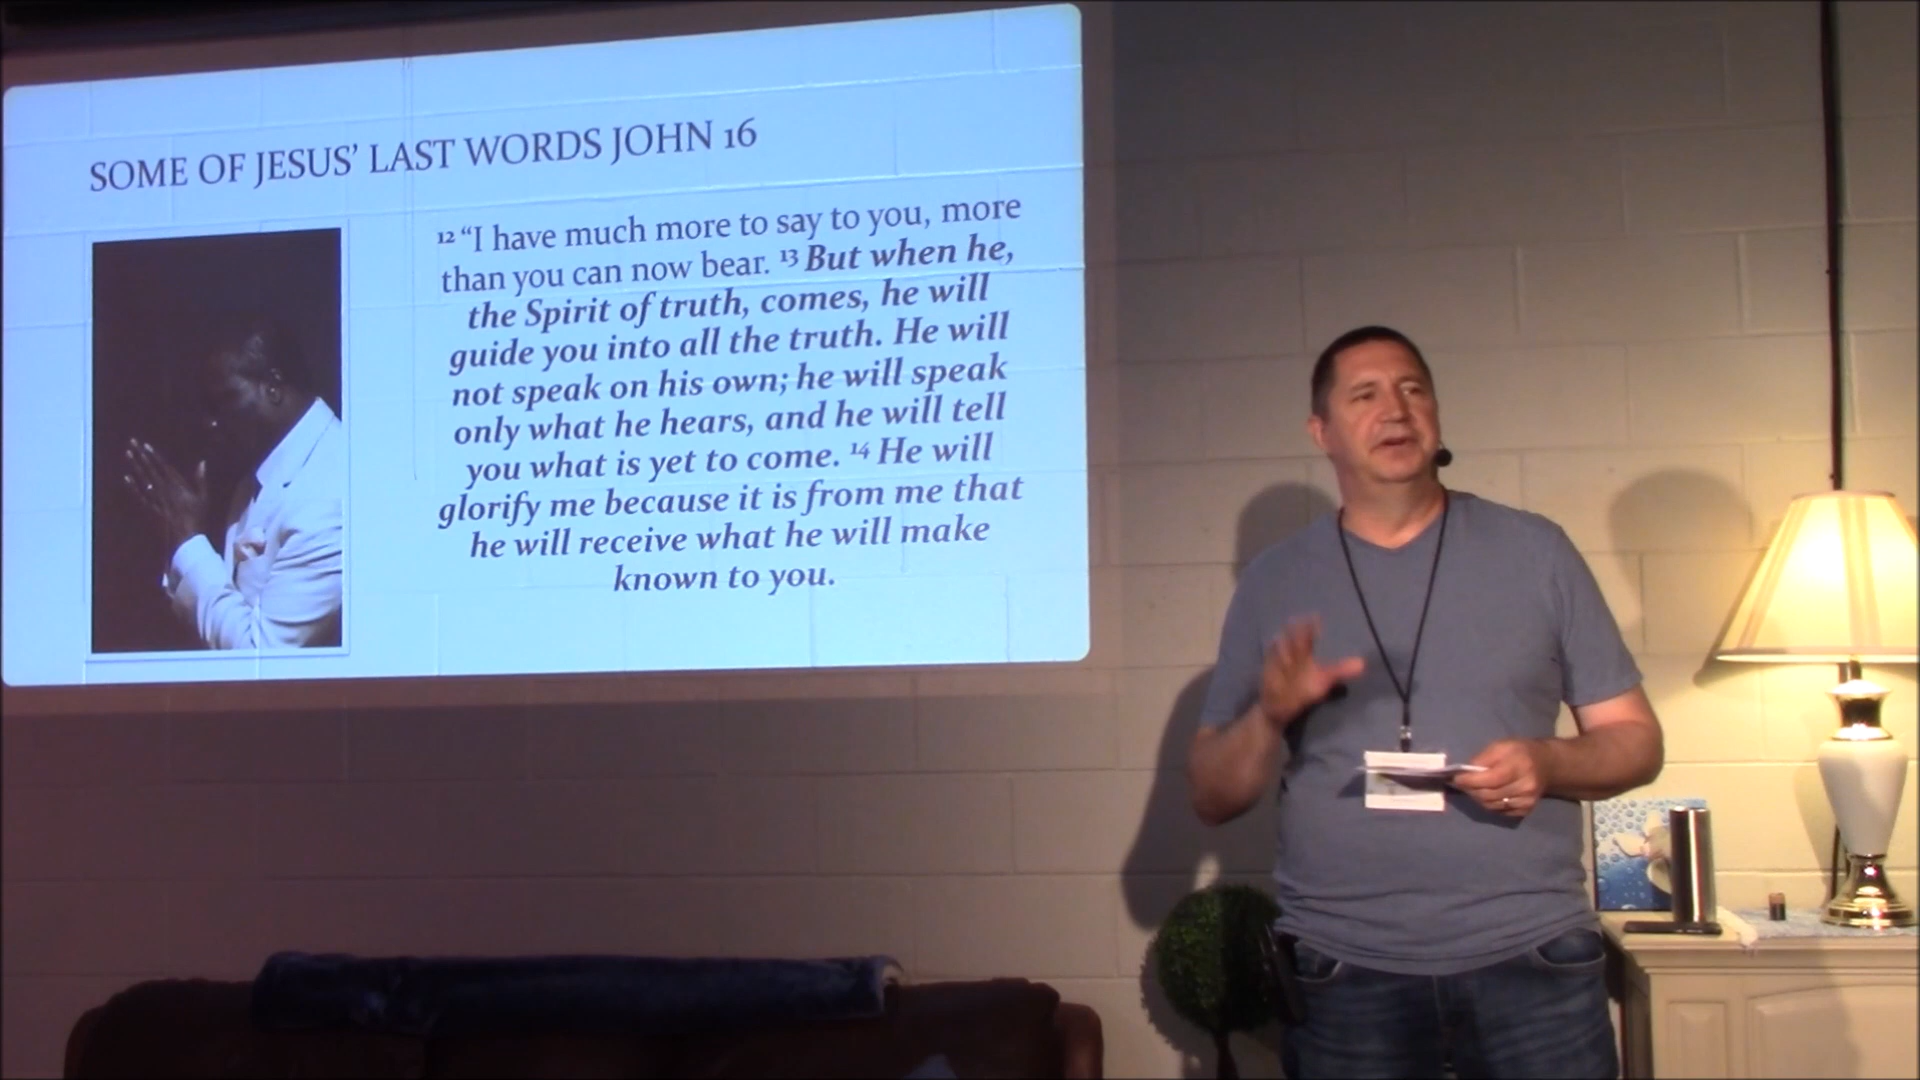 SOME OF JESUS’ LAST WORDS JOHN 16
¹² “I have much more to say to you, more
than you can now bear. ¹³ But when he,
the Spirit of truth, comes, he will
guide you into all the truth. He will
not speak on his own; he will speak
only what he hears, and he will tell
you what is yet to come. ¹⁴ He will
glorify me because it is from me that
he will receive what he will make
known to you.